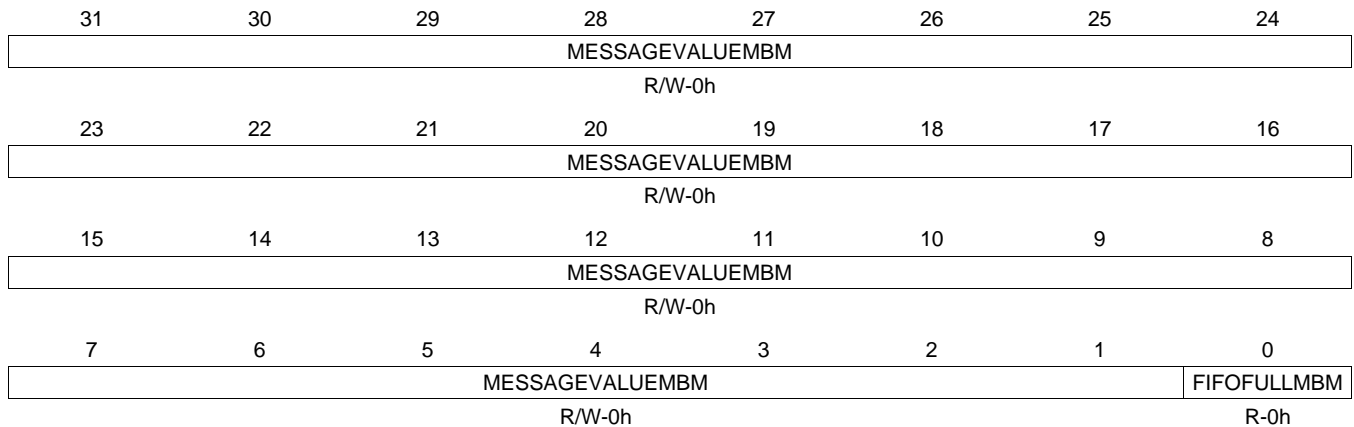 31 30 29 28 27 26 25 24
MESSAGEVALUEMBM
R/W-0h
23 22 21 20 19 18 17 16
MESSAGEVALUEMBM
R/W-0h
15 14 13 12 11 10 9 8
MESSAGEVALUEMBM
R/W-0h
7 6 5 4 3 2 1 0
MESSAGEVALUEMBM FIFOFULLMBM
R/W-0h R-0h